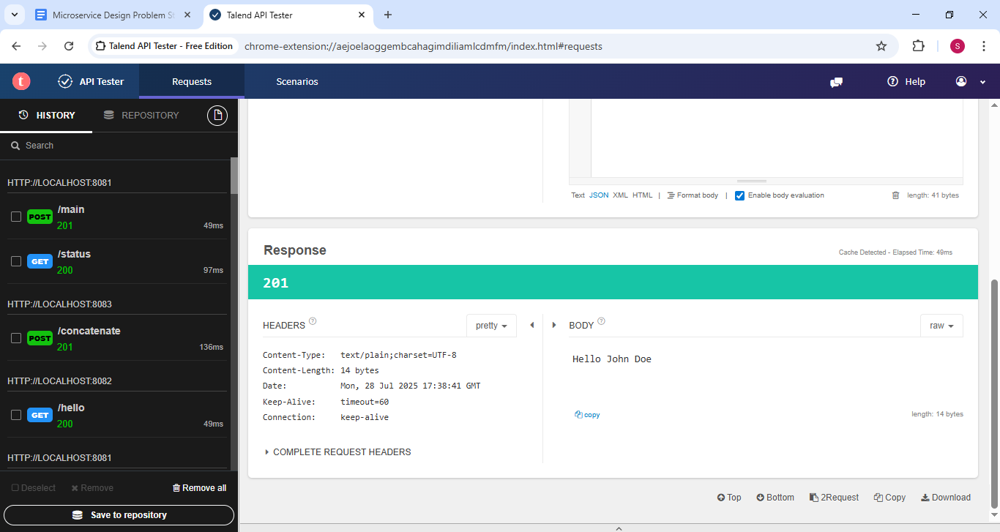 Microservice Design Problem St
Talend API Tester
Talend API Tester - Free Edition
chrome-extension://aejoelaoggembcahagimdiliamlcdmfm/index.html#requests
S
t
API Tester
Requests
Scenarios
Help
HISTORY
REPOSITORY
Search
HTTP://LOCALHOST:8081
POST
/main
201
49ms
GET
/status
200
97ms
HTTP://LOCALHOST:8083
POST
/concatenate
201
136ms
HTTP://LOCALHOST:8082
GET
/hello
200
49ms
HTTP://LOCALHOST:8081
Deselect
Remove
Remove all
Save to repository
Text JSON XML HTML | Format body | Enable body evaluation
length: 41 bytes
Response
Cache Detected - Elapsed Time: 49ms
201
HEADERS ?
pretty
Content-Type: text/plain;charset=UTF-8
Content-Length: 14 bytes
Date: Mon, 28 Jul 2025 17:38:41 GMT
Keep-Alive: timeout=60
Connection: keep-alive
COMPLETE REQUEST HEADERS
BODY ?
raw
Hello John Doe
copy
length: 14 bytes
Top
Bottom
2Request
Copy
Download